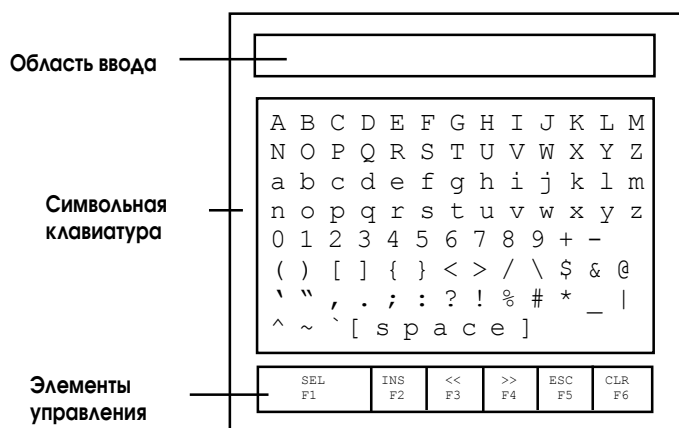 Область ввода
A B C D E F G H I J K L M
N O P Q R S T U V W X Y Z
a b c d e f g h i j k l m
n o p q r s t u v w x y z
Символьная
клавиатура
0 1 2 3 4 5 6 7 8 9 + -
( ) [ ] { } < > / \ $ & @
‘ “ , . ; : ? ! % # * _ |
^ ~ ` [ s p a c e ]
Элементы
управления
SEL INS << >> ESC CLR
F1 F2 F3 F4 F5 F6